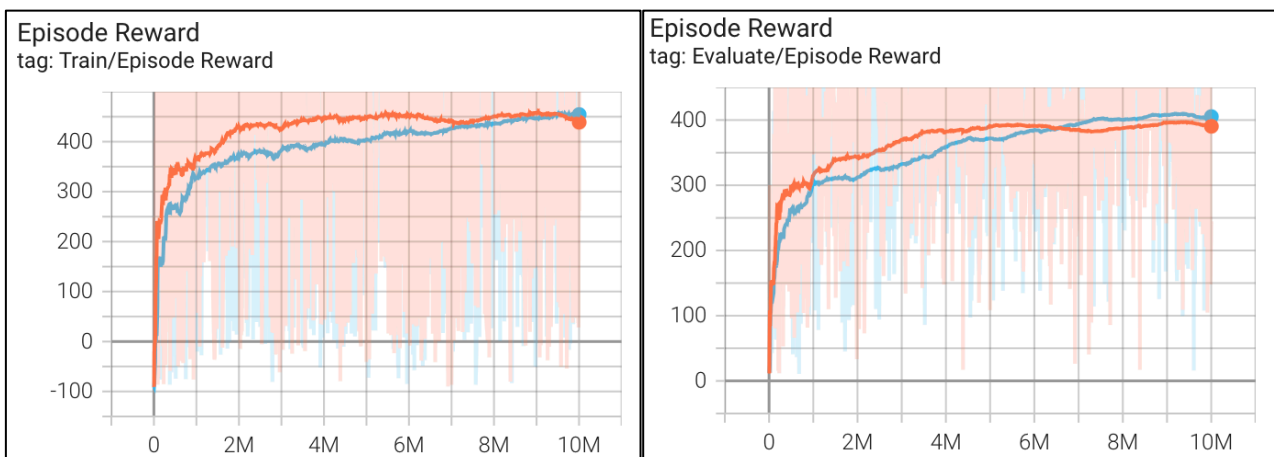 Episode Reward
tag: Train/Episode Reward
400
300
200
100
0
-100
0 2M 4M 6M 8M 10M
Episode Reward
tag: Evaluate/Episode Reward
400
300
200
100
0
0 2M 4M 6M 8M 10M